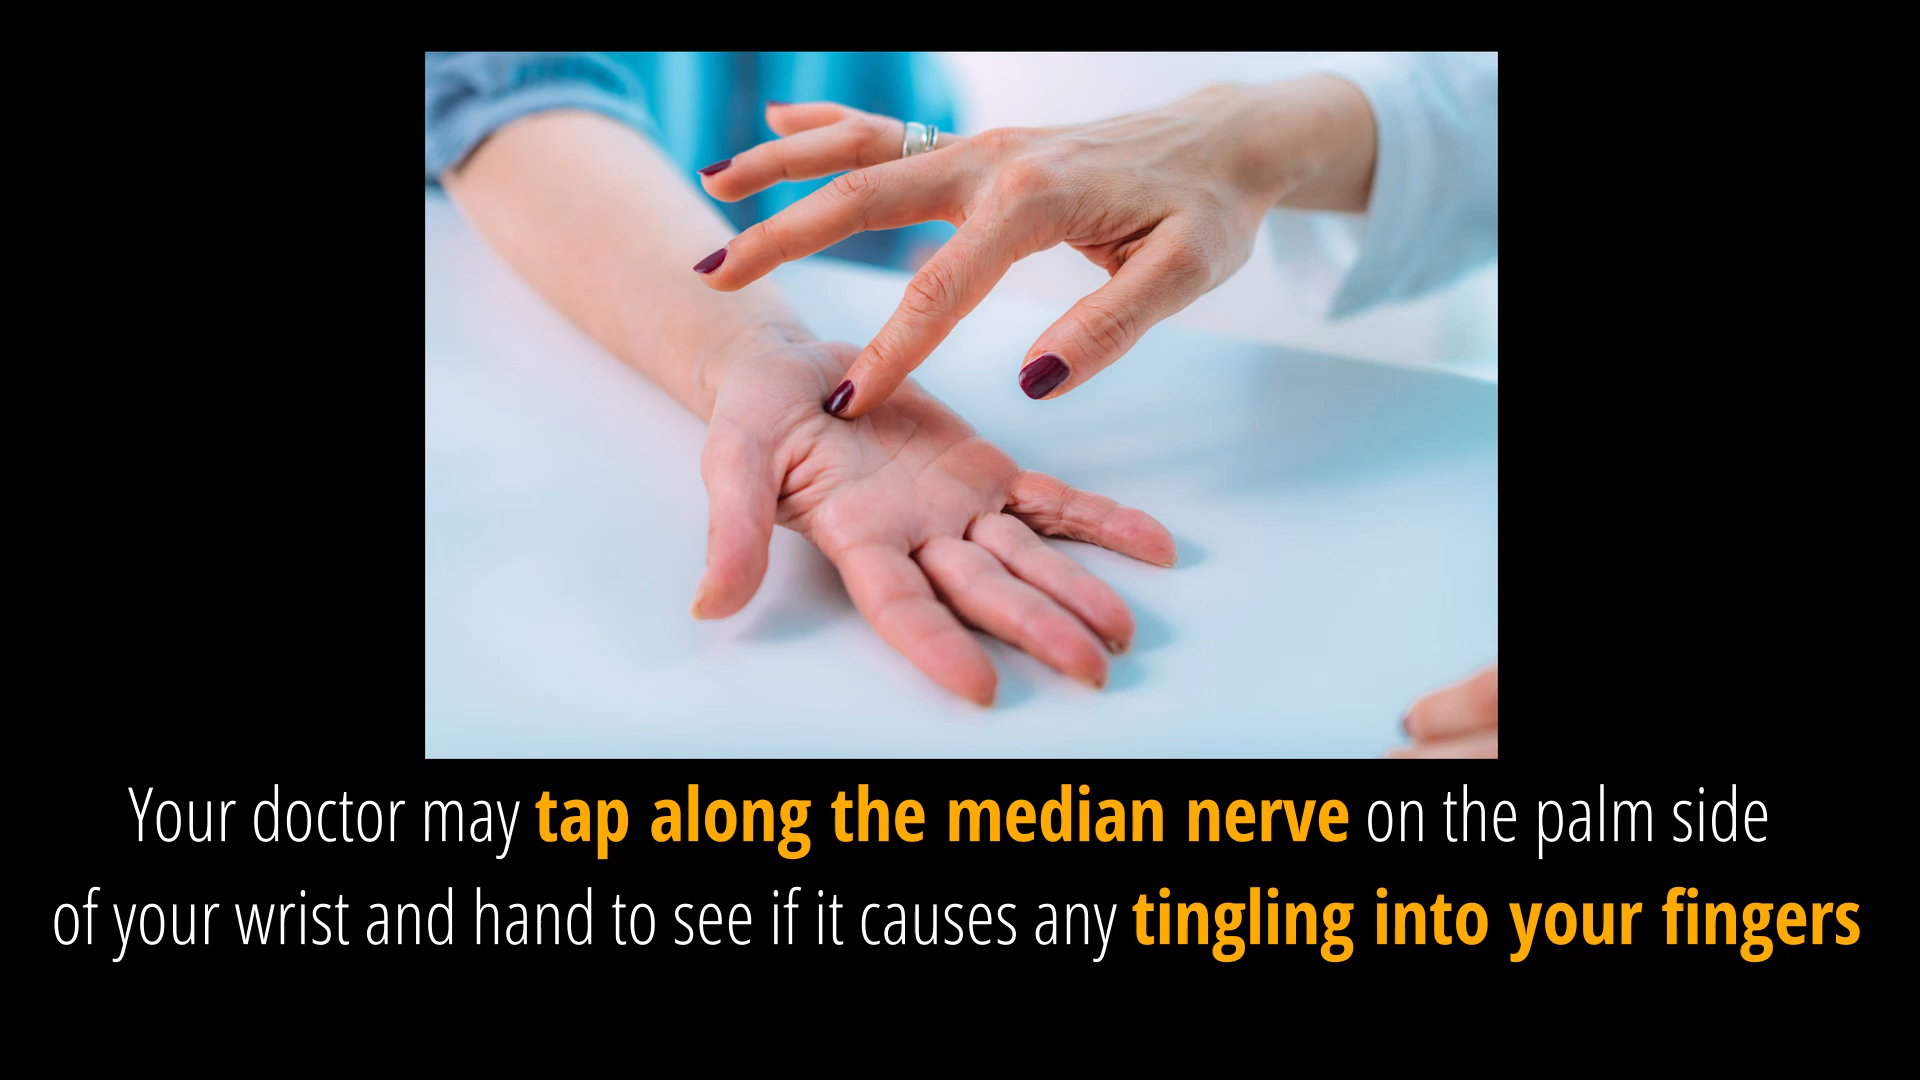 Your doctor may tap along the median nerve on the palm side
of your wrist and hand to see if it causes any tingling into your fingers